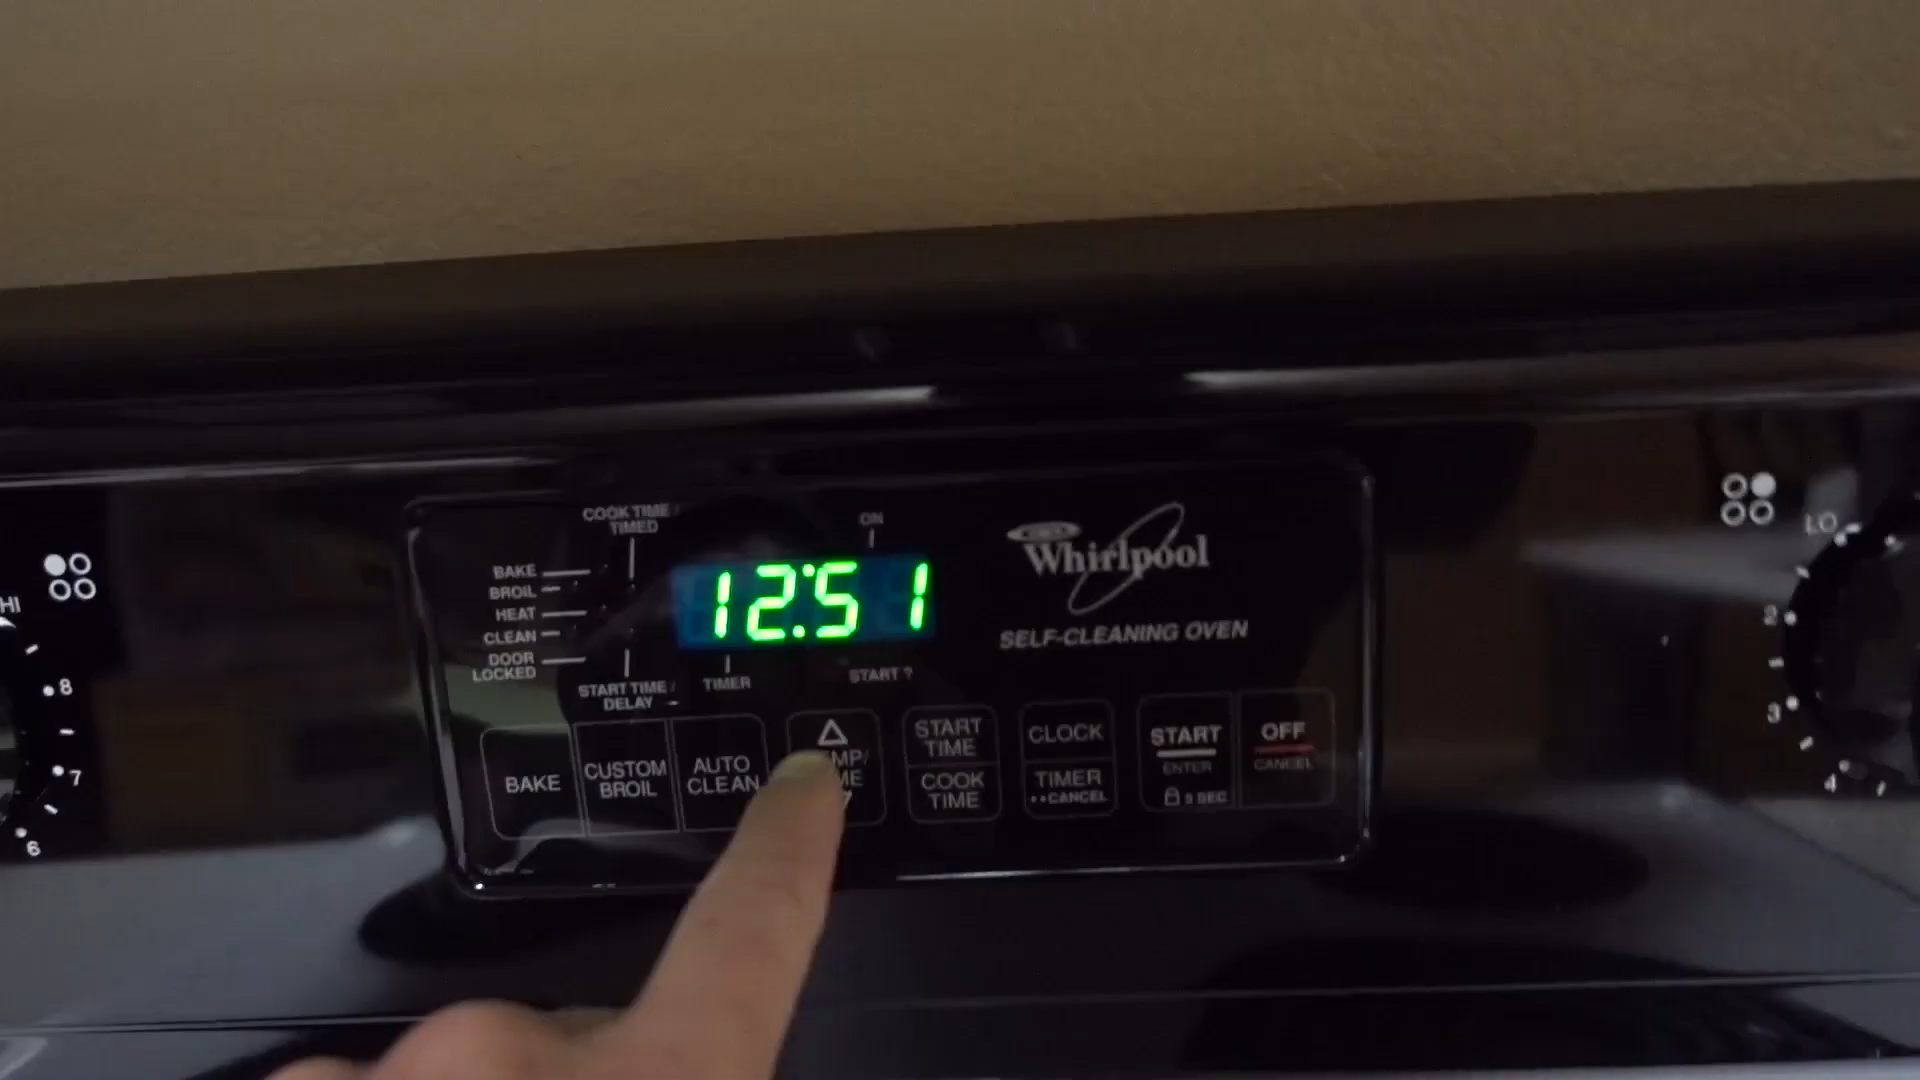 COOK TIME /
TIMED
ON
BAKE
BROIL
HEAT
CLEAN
DOOR
LOCKED
12:51
Whirlpool
SELF-CLEANING OVEN
START TIME /
DELAY
TIMER
START ?
BAKE
CUSTOM
BROIL
AUTO
CLEAN
START
TIME
COOK
TIME
CLOCK
TIMER
CANCEL
START
ENTER
5 SEC
OFF
CANCEL
HI
8
7
6
LO
2
3
4